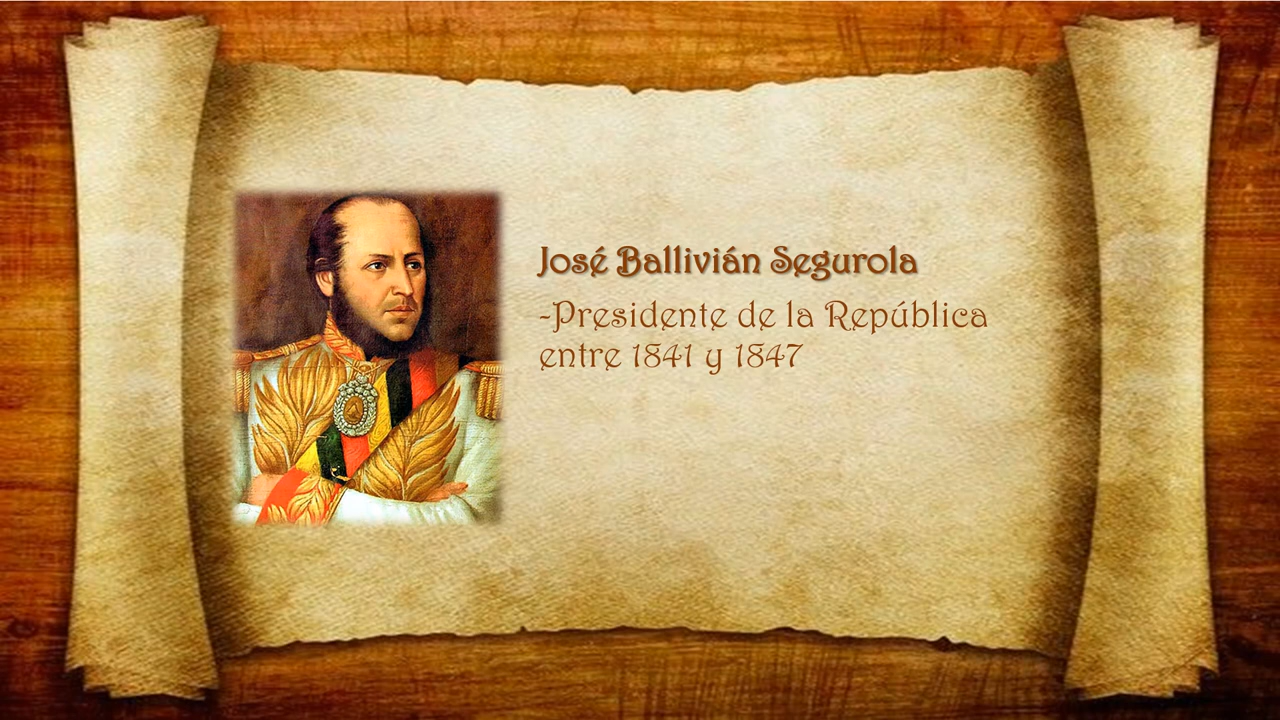 José Ballivián Segurola
-Presidente de la República
entre 1841 y 1847